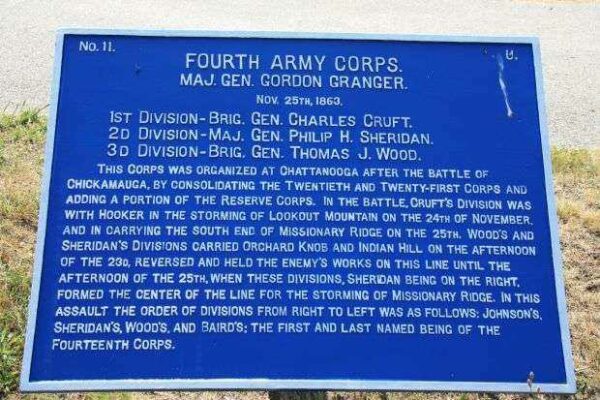 No. 11.
U.
FOURTH ARMY CORPS.
MAJ. GEN. GORDON GRANGER.
NOV. 25TH, 1863.
1ST DIVISION-BRIG. GEN. CHARLES CRUFT.
2D DIVISION-MAJ. GEN. PHILIP H. SHERIDAN.
3D DIVISION-BRIG. GEN. THOMAS J. WOOD.
THIS CORPS WAS ORGANIZED AT CHATTANOOGA AFTER THE BATTLE OF
CHICKAMAUGA, BY CONSOLIDATING THE TWENTIETH AND TWENTY-FIRST CORPS AND
ADDING A PORTION OF THE RESERVE CORPS. IN THE BATTLE, CRUFT'S DIVISION WAS
WITH HOOKER IN THE STORMING OF LOOKOUT MOUNTAIN ON THE 24TH OF NOVEMBER,
AND IN CARRYING THE SOUTH END OF MISSIONARY RIDGE ON THE 25TH. WOOD'S AND
SHERIDAN'S DIVISIONS CARRIED ORCHARD KNOB AND INDIAN HILL ON THE AFTERNOON
OF THE 23D, REVERSED AND HELD THE ENEMY'S WORKS ON THIS LINE UNTIL THE
AFTERNOON OF THE 25TH, WHEN THESE DIVISIONS, SHERIDAN BEING ON THE RIGHT,
FORMED THE CENTER OF THE LINE FOR THE STORMING OF MISSIONARY RIDGE. IN THIS
ASSAULT THE ORDER OF DIVISIONS FROM RIGHT TO LEFT WAS AS FOLLOWS: JOHNSON'S,
SHERIDAN'S, WOOD'S, AND BAIRD'S; THE FIRST AND LAST NAMED BEING OF THE
FOURTEENTH CORPS.